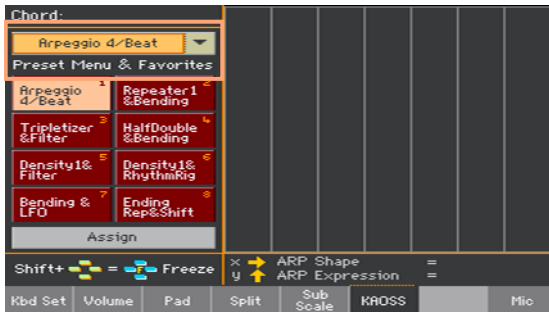 Chord:
Arpeggio 4/Beat
Preset Menu & Favorites
Arpeggio 4/Beat 1
Repeater1 &Bending 2
Tripletizer &Filter 3
HalfDouble &Bending 4
Density1& Filter 5
Density1& RhythmRig 6
Bending & LFO 7
Ending Rep&Shift 8
Assign
Shift+ = F Freeze
x ARP Shape =
y ARP Expression =
Kbd Set Volume Pad Split Sub Scale KAOSS Mic